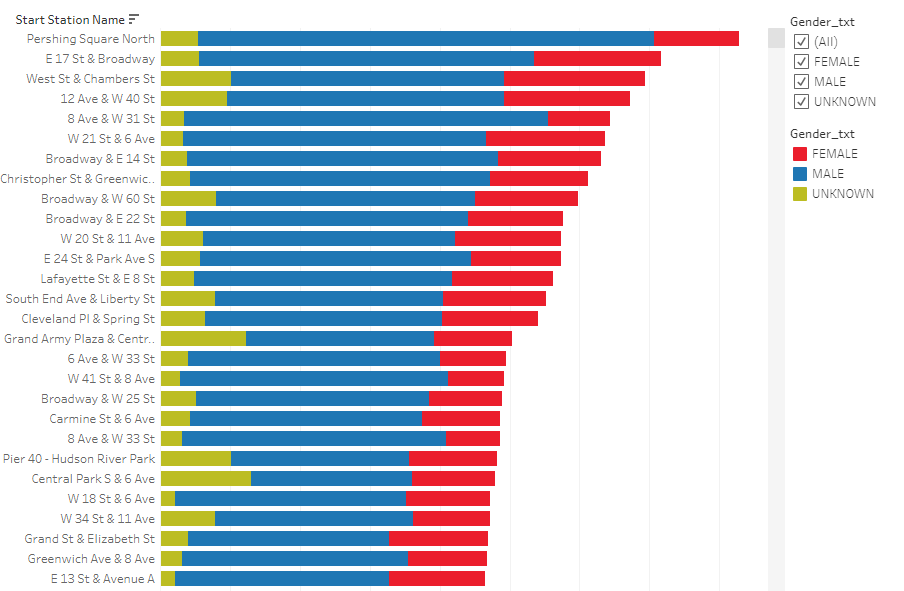 Start Station Name
Pershing Square North
E 17 St & Broadway
West St & Chambers St
12 Ave & W 40 St
8 Ave & W 31 St
W 21 St & 6 Ave
Broadway & E 14 St
Christopher St & Greenwic..
Broadway & W 60 St
Broadway & E 22 St
W 20 St & 11 Ave
E 24 St & Park Ave S
Lafayette St & E 8 St
South End Ave & Liberty St
Cleveland Pl & Spring St
Grand Army Plaza & Centr..
6 Ave & W 33 St
W 41 St & 8 Ave
Broadway & W 25 St
Carmine St & 6 Ave
8 Ave & W 33 St
Pier 40 - Hudson River Park
Central Park S & 6 Ave
W 18 St & 6 Ave
W 34 St & 11 Ave
Grand St & Elizabeth St
Greenwich Ave & 8 Ave
E 13 St & Avenue A
Gender_txt
(All)
FEMALE
MALE
UNKNOWN
Gender_txt
FEMALE
MALE
UNKNOWN